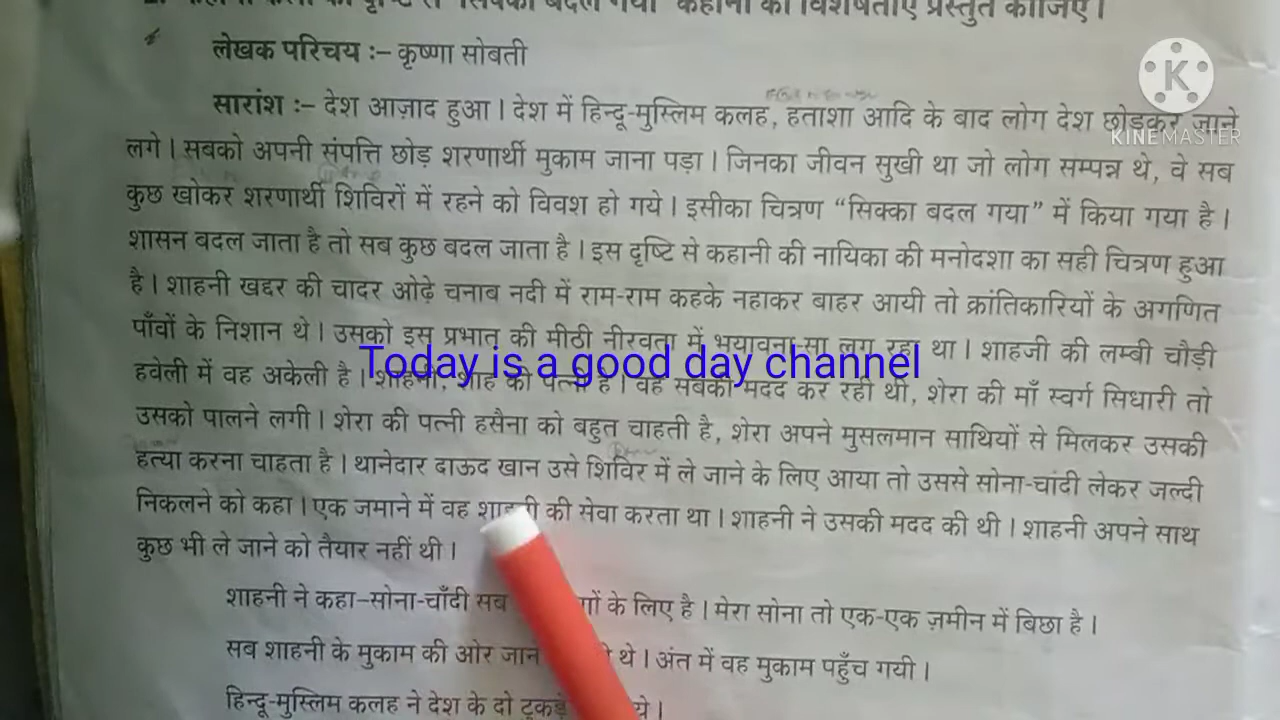 कहानी की विशेषताएँ प्रस्तुत कीजिए।
लेखक परिचय :– कृष्णा सोबती
सारांश :– देश आज़ाद हुआ। देश में हिन्दू-मुस्लिम कलह, हताशा आदि के बाद लोग देश छोड़कर जाने
लगे। सबको अपनी संपत्ति छोड़ शरणार्थी मुकाम जाना पड़ा। जिनका जीवन सुखी था जो लोग सम्पन्न थे, वे सब
कुछ खोकर शरणार्थी शिविरों में रहने को विवश हो गये। इसीका चित्रण “सिक्का बदल गया” में किया गया है।
शासन बदल जाता है तो सब कुछ बदल जाता है। इस दृष्टि से कहानी की नायिका की मनोदशा का सही चित्रण हुआ
है। शाहनी खद्दर की चादर ओढ़े चनाब नदी में राम-राम कहके नहाकर बाहर आयी तो क्रांतिकारियों के अगणित
पाँवों के निशान थे। उसको इस प्रभात की मीठी नीरवता में भयावना-सा लग रहा था। शाहजी की लम्बी चौड़ी
Today is a good day channel
हवेली में वह अकेली है। शाहनी, शाह की पत्नी है। वह सबकी मदद कर रही थी, शेरा की माँ स्वर्ग सिधारी तो
उसको पालने लगी। शेरा की पत्नी हसैना को बहुत चाहती है, शेरा अपने मुसलमान साथियों से मिलकर उसकी
हत्या करना चाहता है। थानेदार दाऊद खान उसे शिविर में ले जाने के लिए आया तो उससे सोना-चांदी लेकर जल्दी
निकलने को कहा। एक जमाने में वह शाहनी की सेवा करता था। शाहनी ने उसकी मदद की थी। शाहनी अपने साथ
कुछ भी ले जाने को तैयार नहीं थी।
शाहनी ने कहा–सोना-चाँदी सब के लिए है। मेरा सोना तो एक-एक ज़मीन में बिछा है।
सब शाहनी के मुकाम की ओर जान थे। अंत में वह मुकाम पहुँच गयी।
हिन्दू-मुस्लिम कलह ने देश के दो टुकड़े
K
KINEMASTER